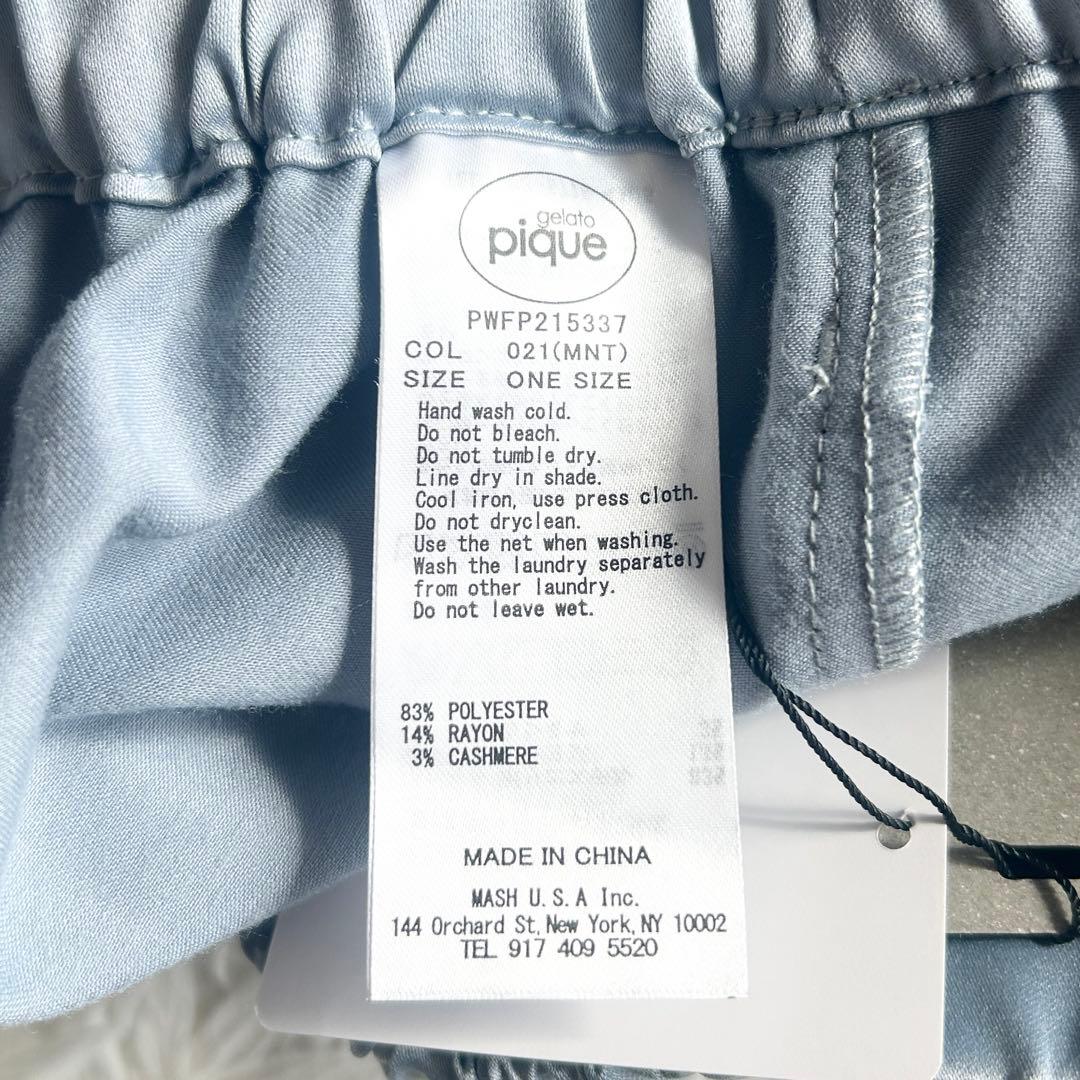 gelato
pique
PWFP215337
COL 021(MNT)
SIZE ONE SIZE
Hand wash cold.
Do not bleach.
Do not tumble dry.
Line dry in shade.
Cool iron, use press cloth.
Do not dryclean.
Use the net when washing.
Wash the laundry separately
from other laundry.
Do not leave wet.
83% POLYESTER
14% RAYON
3% CASHMERE
MADE IN CHINA
MASH U.S.A Inc.
144 Orchard St, New York, NY 10002
TEL 917 409 5520